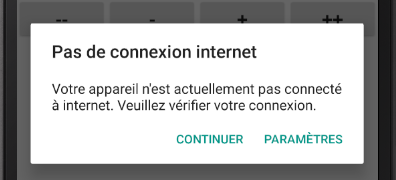 -- - + ++
Pas de connexion internet
Votre appareil n'est actuellement pas connecté
à internet. Veuillez vérifier votre connexion.
CONTINUER PARAMÈTRES